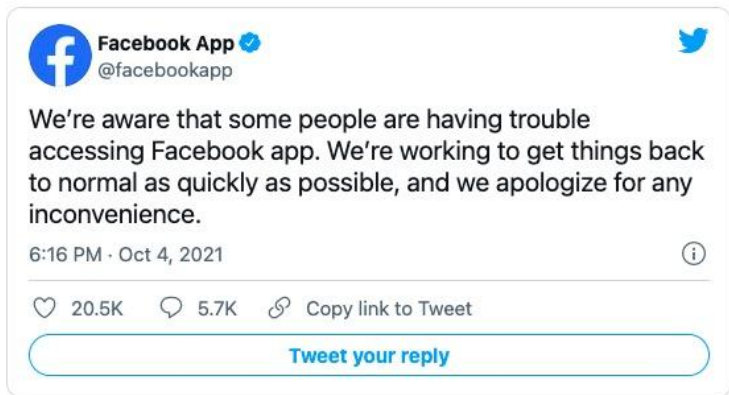 Facebook App
@facebookapp
We’re aware that some people are having trouble
accessing Facebook app. We’re working to get things back
to normal as quickly as possible, and we apologize for any
inconvenience.
6:16 PM · Oct 4, 2021
20.5K 5.7K Copy link to Tweet
Tweet your reply